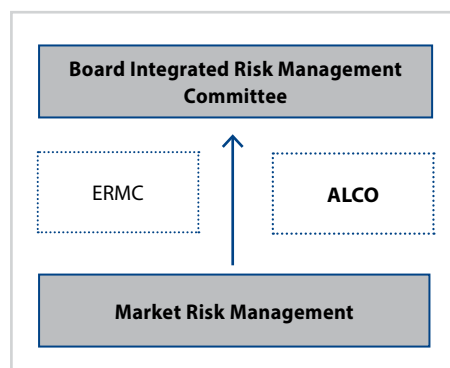 Board Integrated Risk Management
Committee
ERMC
ALCO
Market Risk Management